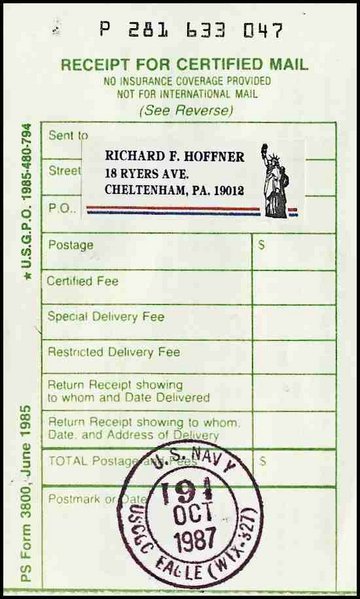 P 281 633 047
RECEIPT FOR CERTIFIED MAIL
NO INSURANCE COVERAGE PROVIDED
NOT FOR INTERNATIONAL MAIL
(See Reverse)
★ U.S.G.P.O. 1985-480-794
Sent to
RICHARD F. HOFFNER
Street
18 RYERS AVE.
CHELTENHAM, PA. 19012
P.O..
Postage
$
Certified Fee
Special Delivery Fee
Restricted Delivery Fee
Return Receipt showing
to whom and Date Delivered
Return Receipt showing to whom,
Date, and Address of Delivery
TOTAL Postage and Fees
$
Postmark or Date
PS Form 3800, June 1985
U.S. NAVY
19
OCT
1987
USCGC EAGLE (WIX-327)